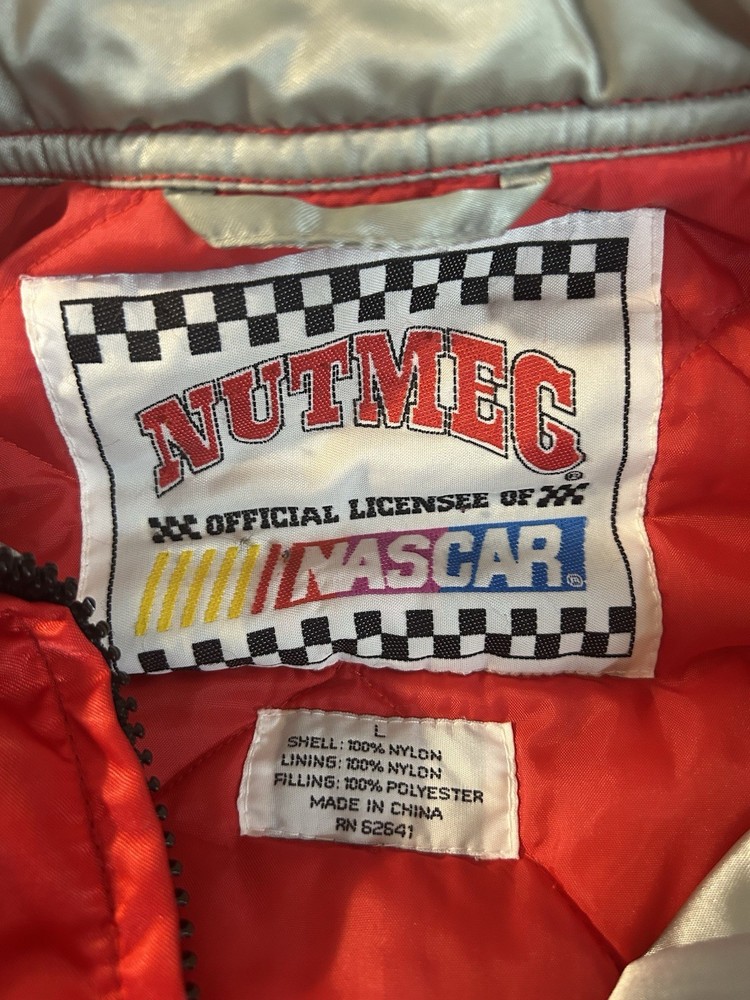 NUTMEG®
OFFICIAL LICENSEE OF
NASCAR
L
SHELL: 100% NYLON
LINING: 100% NYLON
FILLING: 100% POLYESTER
MADE IN CHINA
RN 62641